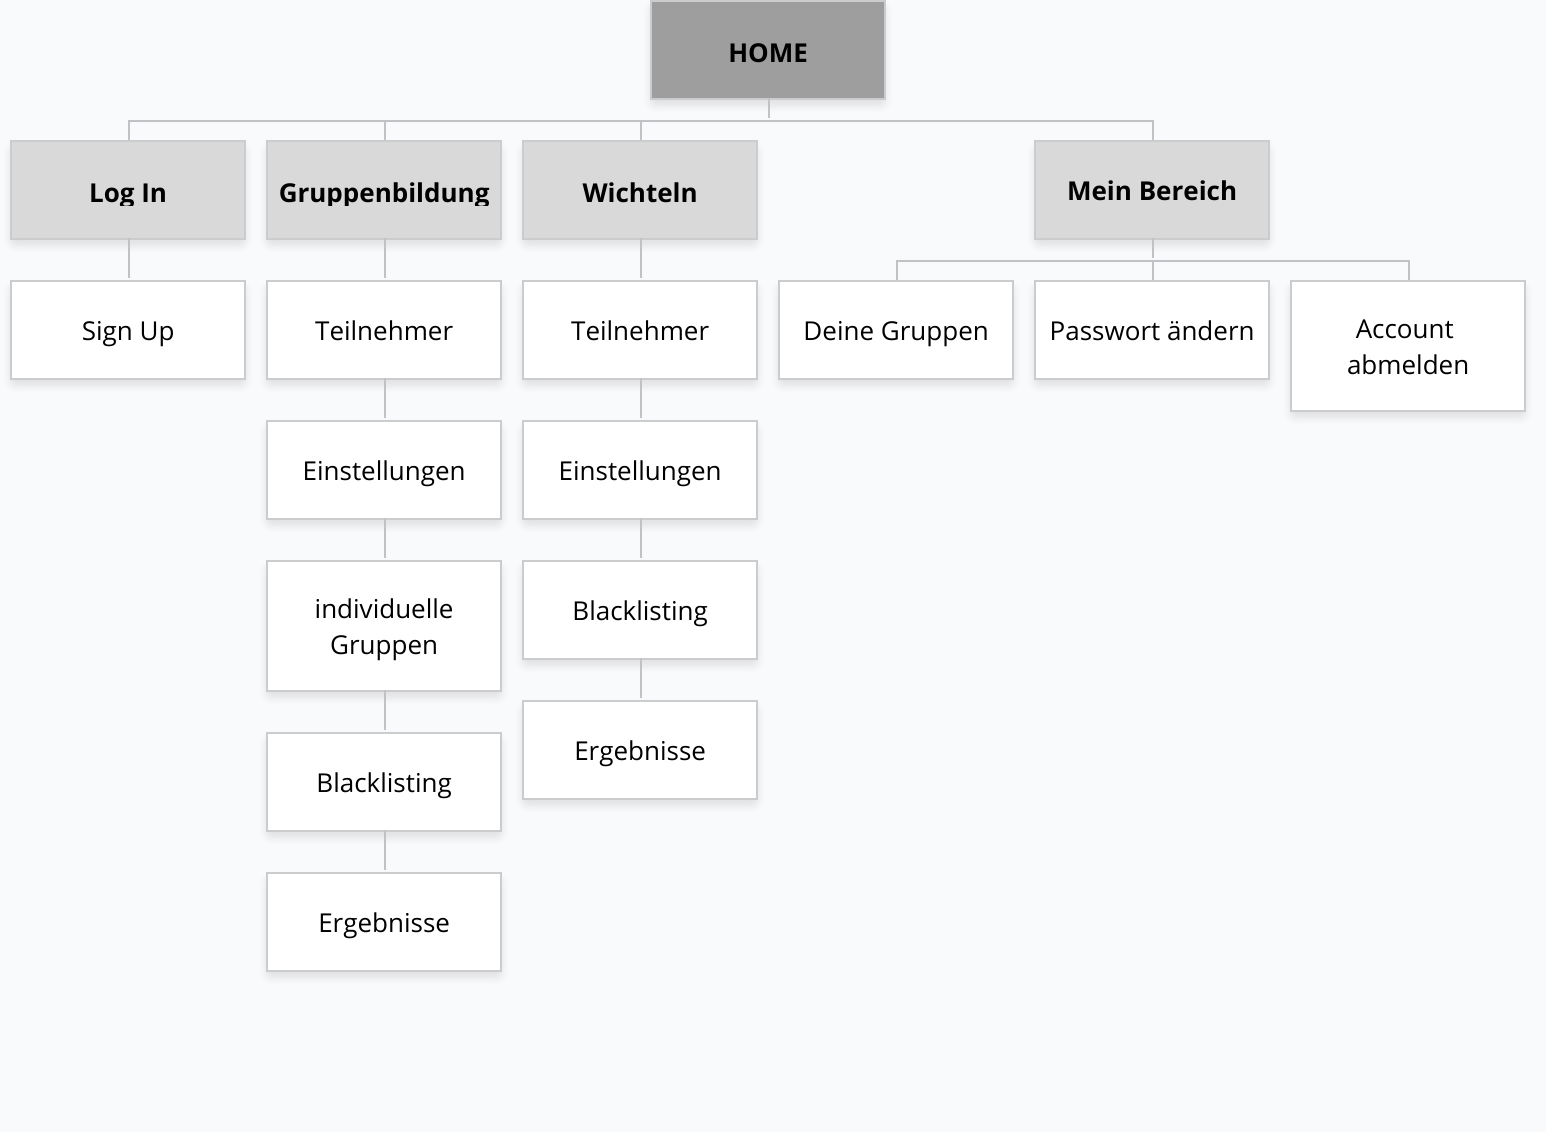 HOME
Log In
Gruppenbildung
Wichteln
Mein Bereich
Sign Up
Teilnehmer
Teilnehmer
Deine Gruppen
Passwort ändern
Account
abmelden
Einstellungen
Einstellungen
individuelle
Gruppen
Blacklisting
Blacklisting
Ergebnisse
Ergebnisse